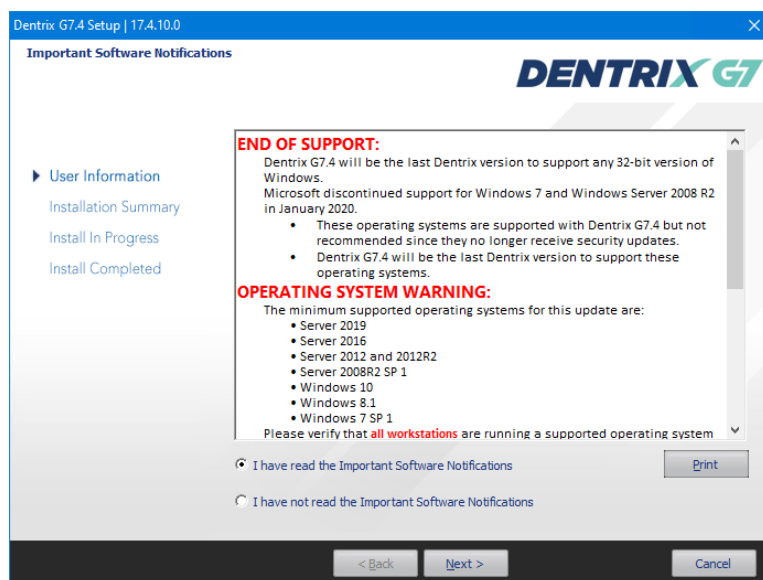 Dentrix G7.4 Setup | 17.4.10.0
Important Software Notifications
DENTRIX G7
User Information
Installation Summary
Install In Progress
Install Completed
END OF SUPPORT:
Dentrix G7.4 will be the last Dentrix version to support any 32-bit version of
Windows.
Microsoft discontinued support for Windows 7 and Windows Server 2008 R2
in January 2020.
• These operating systems are supported with Dentrix G7.4 but not
recommended since they no longer receive security updates.
• Dentrix G7.4 will be the last Dentrix version to support these
operating systems.
OPERATING SYSTEM WARNING:
The minimum supported operating systems for this update are:
• Server 2019
• Server 2016
• Server 2012 and 2012R2
• Server 2008R2 SP 1
• Windows 10
• Windows 8.1
• Windows 7 SP 1
Please verify that all workstations are running a supported operating system
I have read the Important Software Notifications
Print
I have not read the Important Software Notifications
< Back
Next >
Cancel